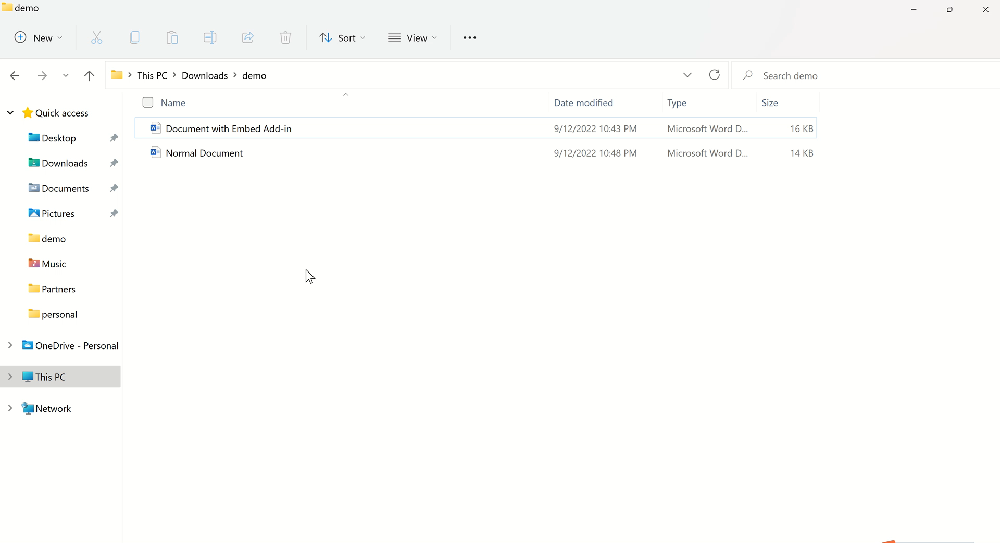 demo
New
Sort
View
This PC
Downloads
demo
Search demo
Name
Date modified
Type
Size
Quick access
Document with Embed Add-in
9/12/2022 10:43 PM
Microsoft Word D...
16 KB
Desktop
Normal Document
9/12/2022 10:48 PM
Microsoft Word D...
14 KB
Downloads
Documents
Pictures
demo
Music
Partners
personal
OneDrive - Personal
This PC
Network